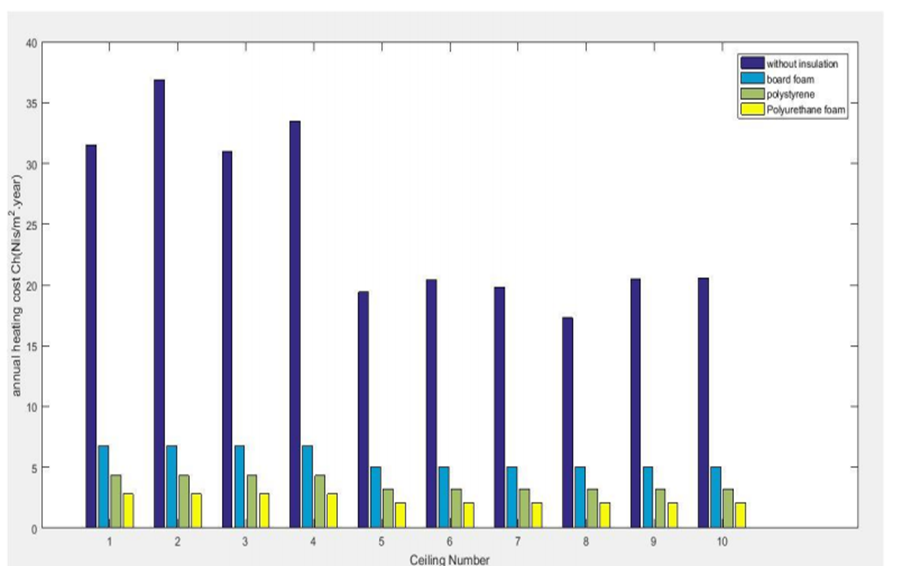 40
35
30
25
20
15
10
5
0
annual heating cost Ch(Nis/m².year)
without insulation
board foam
polystyrene
Polyurethane foam
1 2 3 4 5 6 7 8 9 10
Ceiling Number